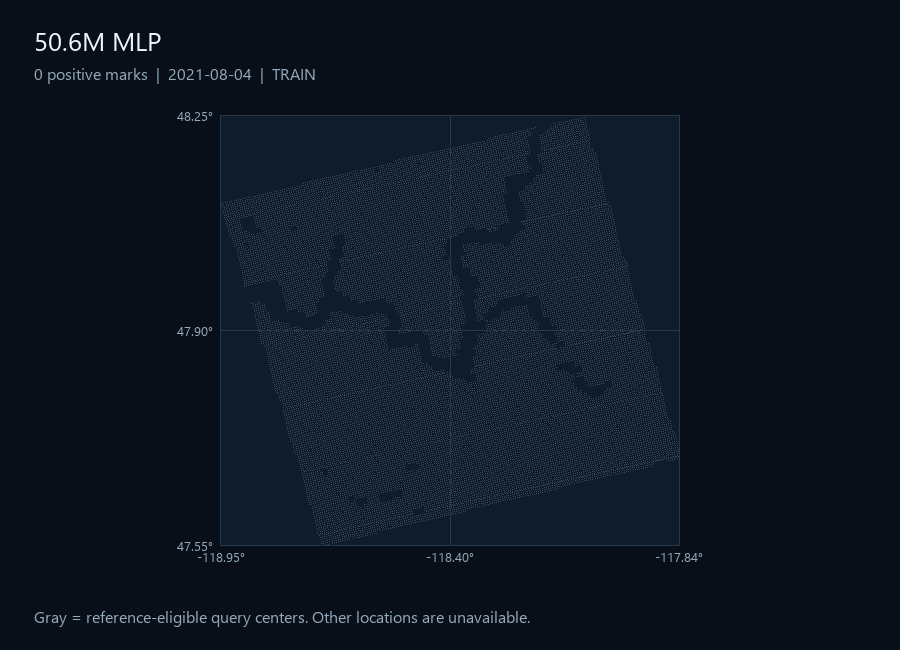 50.6M MLP
0 positive marks | 2021-08-04 | TRAIN
48.25°
47.90°
47.55°
-118.95°
-118.40°
-117.84°
Gray = reference-eligible query centers. Other locations are unavailable.